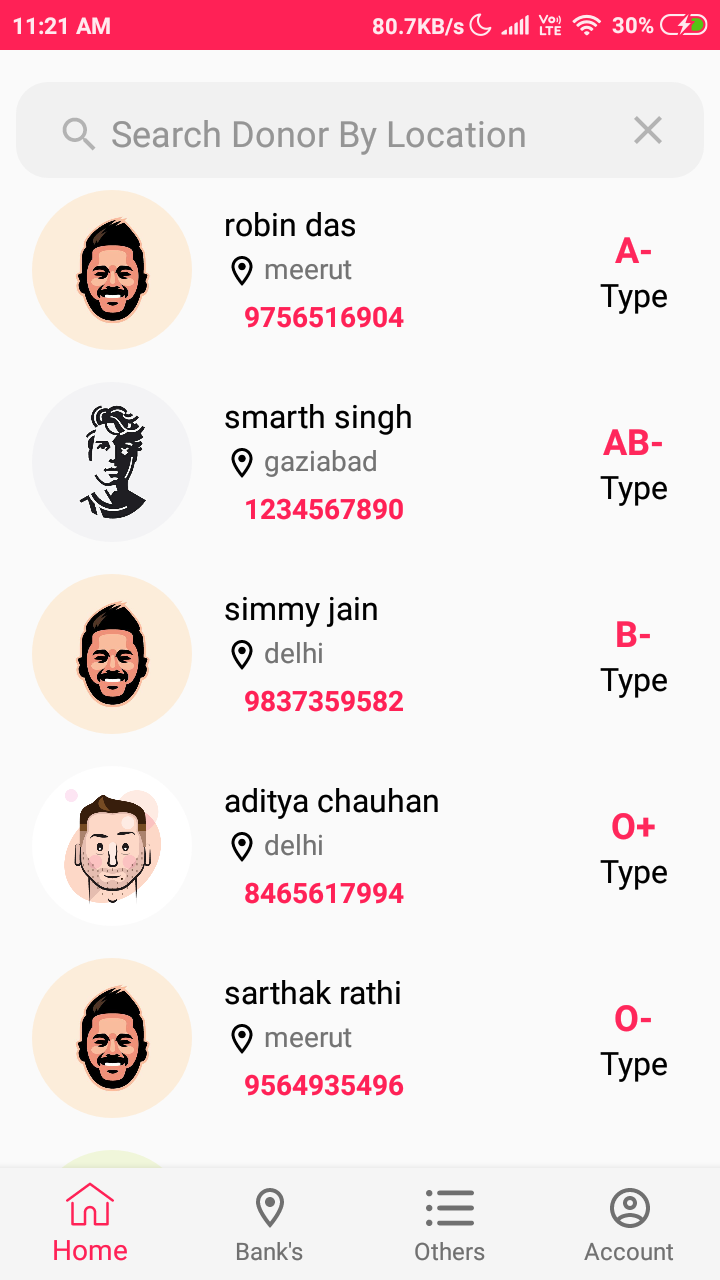 11:21 AM 80.7KB/s Vo) LTE 30%
Search Donor By Location
robin das
meerut
9756516904
A-
Type
smarth singh
gaziabad
1234567890
AB-
Type
simmy jain
delhi
9837359582
B-
Type
aditya chauhan
delhi
8465617994
O+
Type
sarthak rathi
meerut
9564935496
O-
Type
Home Bank's Others Account